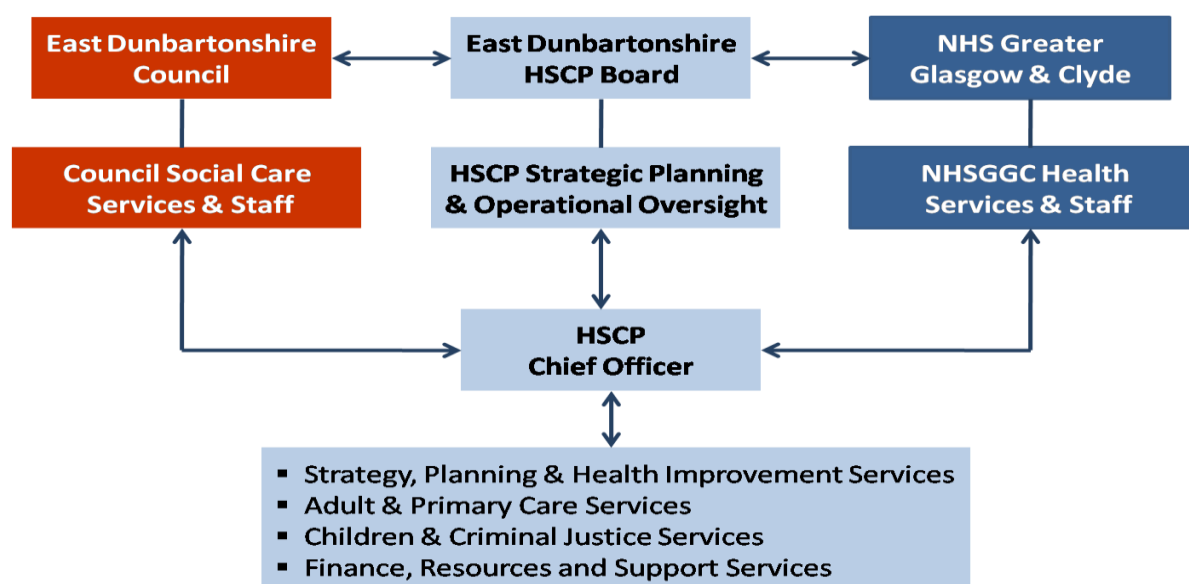 East Dunbartonshire
Council
East Dunbartonshire
HSCP Board
NHS Greater
Glasgow & Clyde
Council Social Care
Services & Staff
HSCP Strategic Planning
& Operational Oversight
NHSGGC Health
Services & Staff
HSCP
Chief Officer
▪ Strategy, Planning & Health Improvement Services
▪ Adult & Primary Care Services
▪ Children & Criminal Justice Services
▪ Finance, Resources and Support Services